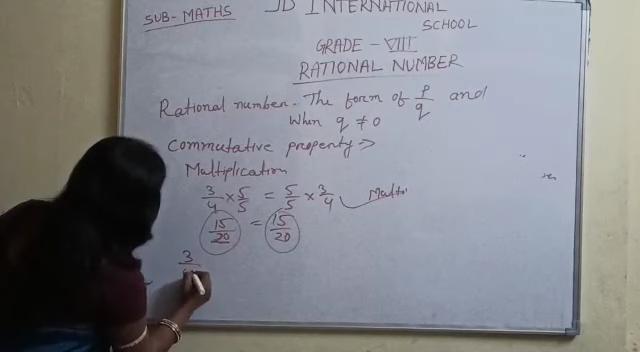 SUB- MATHS
JD INTERNATIONAL
SCHOOL
GRADE - VIII
RATIONAL NUMBER
Rational number. The form of p/q and
When q ≠ 0
Commutative property →
Multiplication
3/4 × 5/5 = 5/5 × 3/4
15/20 = 15/20
3